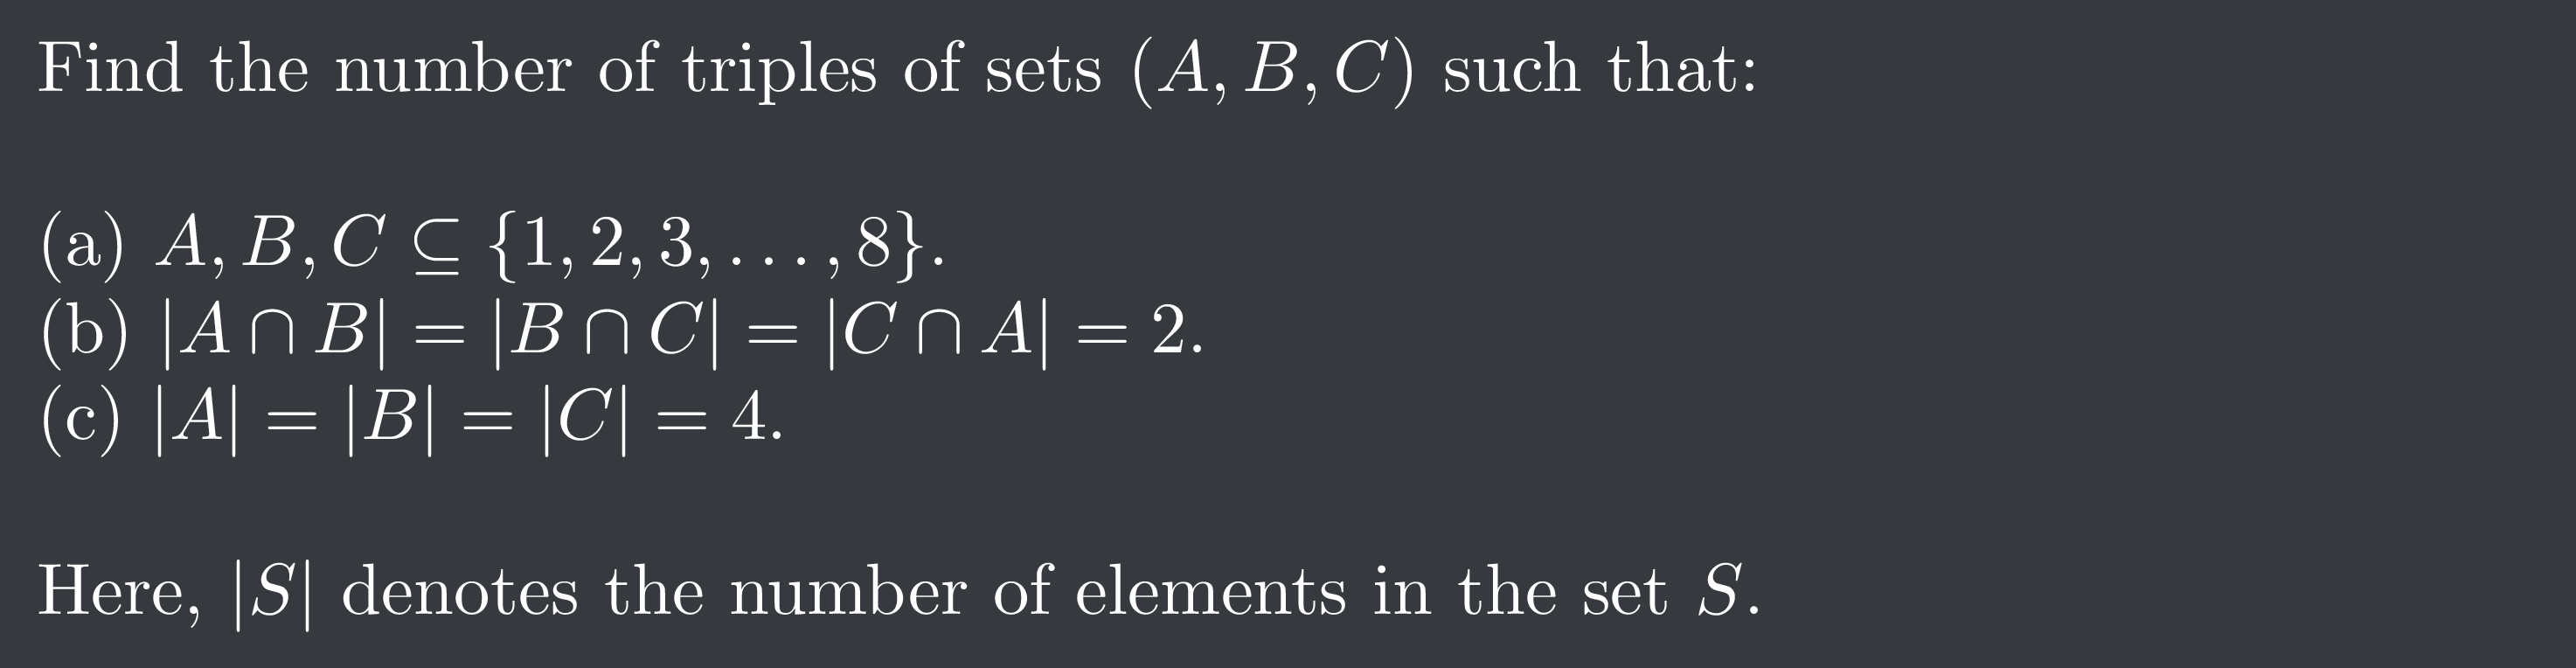 Find the number of triples of sets (A, B, C) such that:
(a) A, B, C ⊆ {1, 2, 3, . . . , 8}.
(b) |A ∩ B| = |B ∩ C| = |C ∩ A| = 2.
(c) |A| = |B| = |C| = 4.
Here, |S| denotes the number of elements in the set S.